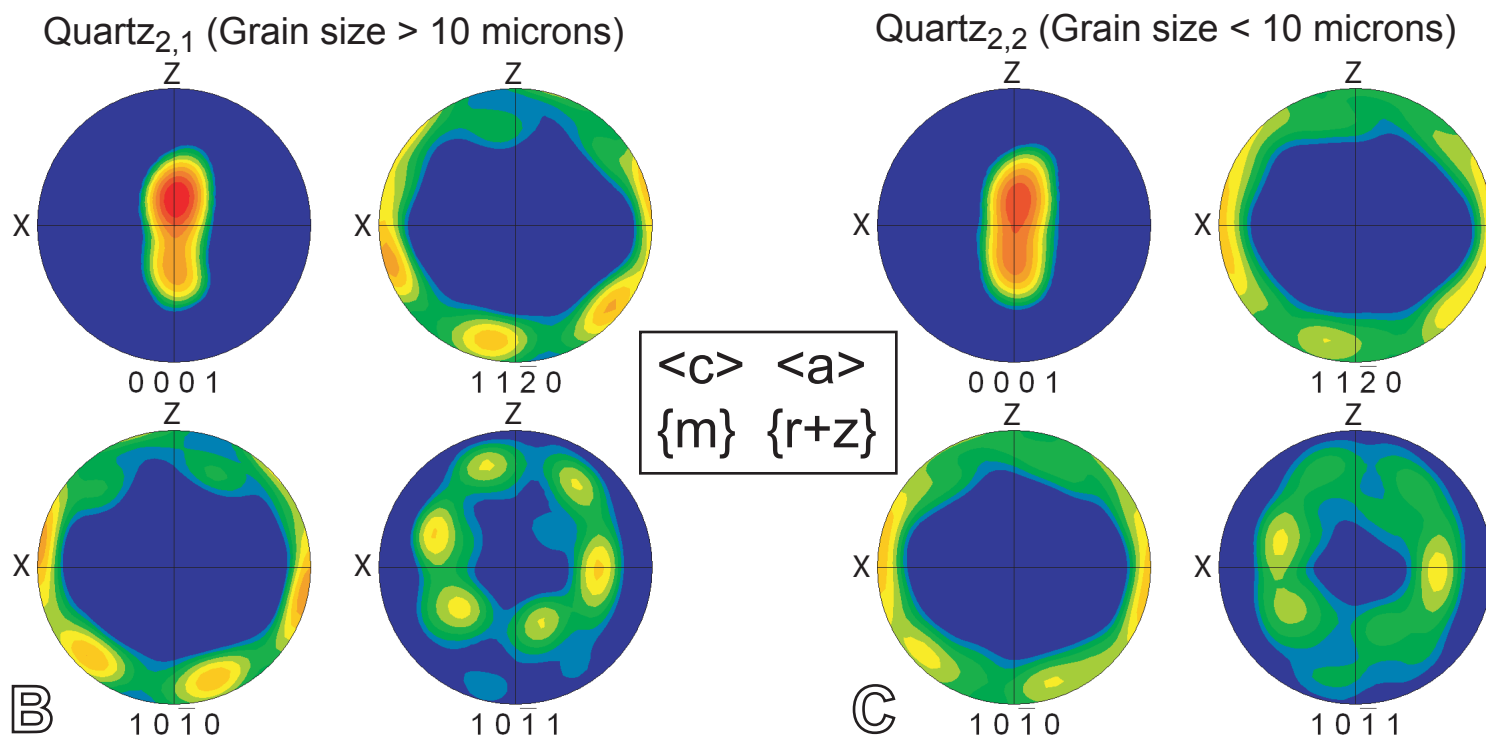 Quartz2,1 (Grain size > 10 microns)
Z
X
0 0 0 1
Z
1 1 2̅ 0
Z
X
1 0 1̅ 0
Z
X
1 0 1̅ 1
B
<c> <a>
{m} {r+z}
Quartz2,2 (Grain size < 10 microns)
Z
X
0 0 0 1
Z
X
1 1 2̅ 0
Z
X
1 0 1̅ 0
Z
X
1 0 1̅ 1
C